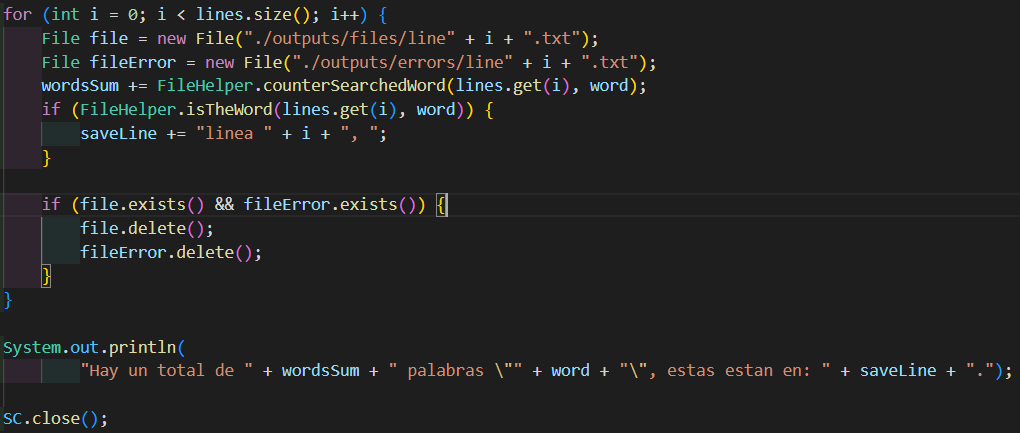 for (int i = 0; i < lines.size(); i++) {
    File file = new File("./outputs/files/line" + i + ".txt");
    File fileError = new File("./outputs/errors/line" + i + ".txt");
    wordsSum += FileHelper.counterSearchedWord(lines.get(i), word);
    if (FileHelper.isTheWord(lines.get(i), word)) {
        saveLine += "linea " + i + ", ";
    }

    if (file.exists() && fileError.exists()) {
        file.delete();
        fileError.delete();
    }
}

System.out.println(
        "Hay un total de " + wordsSum + " palabras \"" + word + "\", estas estan en: " + saveLine + ".");

SC.close();